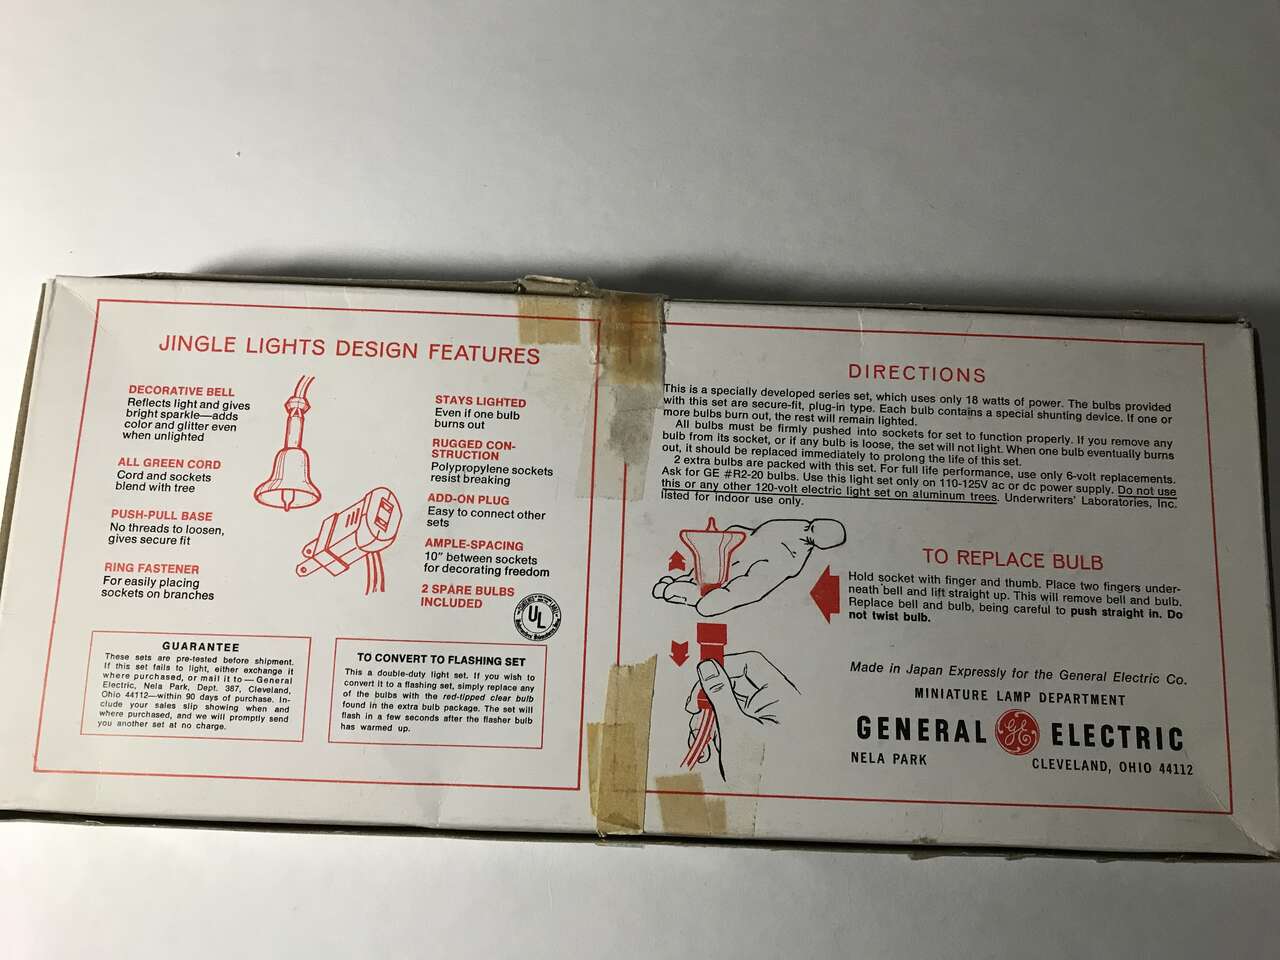 JINGLE LIGHTS DESIGN FEATURES
DECORATIVE BELL
Reflects light and gives
bright sparkle—adds
color and glitter even
when unlighted
ALL GREEN CORD
Cord and sockets
blend with tree
PUSH-PULL BASE
No threads to loosen,
gives secure fit
RING FASTENER
For easily placing
sockets on branches
STAYS LIGHTED
Even if one bulb
burns out
RUGGED CON-
STRUCTION
Polypropylene sockets
resist breaking
ADD-ON PLUG
Easy to connect other
sets
AMPLE-SPACING
10" between sockets
for decorating freedom
2 SPARE BULBS
INCLUDED
UL
GUARANTEE
These sets are pre-tested before shipment.
If this set fails to light, either exchange it
where purchased, or mail it to — General
Electric, Nela Park, Dept. 387, Cleveland,
Ohio 44112—within 90 days of purchase. In-
clude your sales slip showing when and
where purchased, and we will promptly send
you another set at no charge.
TO CONVERT TO FLASHING SET
This is a double-duty light set. If you wish to
convert it to a flashing set, simply replace any
of the bulbs with the red-tipped clear bulb
found in the extra bulb package. The set will
flash in a few seconds after the flasher bulb
has warmed up.
DIRECTIONS
This is a specially developed series set, which uses only 18 watts of power. The bulbs provided
with this set are secure-fit, plug-in type. Each bulb contains a special shunting device. If one or
more bulbs burn out, the rest will remain lighted.
All bulbs must be firmly pushed into sockets for set to function properly. If you remove any
bulb from its socket, or if any bulb is loose, the set will not light. When one bulb eventually burns
out, it should be replaced immediately to prolong the life of this set.
2 extra bulbs are packed with this set. For full life performance, use only 6-volt replacements.
Ask for GE #R2-20 bulbs. Use this light set only on 110-125V ac or dc power supply. Do not use
this or any other 120-volt electric light set on aluminum trees. Underwriters' Laboratories, Inc.
listed for indoor use only.
TO REPLACE BULB
Hold socket with finger and thumb. Place two fingers under-
neath bell and lift straight up. This will remove bell and bulb.
Replace bell and bulb, being careful to push straight in. Do
not twist bulb.
Made in Japan Expressly for the General Electric Co.
MINIATURE LAMP DEPARTMENT
GENERAL GE ELECTRIC
NELA PARK CLEVELAND, OHIO 44112